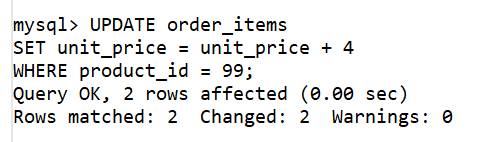 mysql> UPDATE order_items
SET unit_price = unit_price + 4
WHERE product_id = 99;
Query OK, 2 rows affected (0.00 sec)
Rows matched: 2  Changed: 2  Warnings: 0